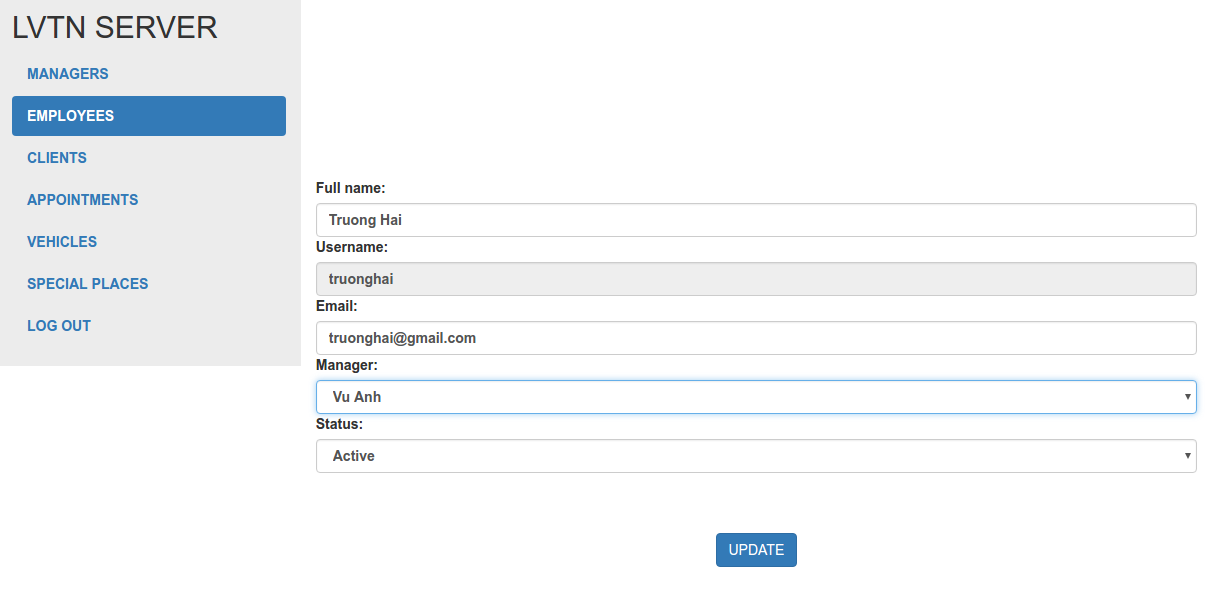 LVTN SERVER
MANAGERS
EMPLOYEES
CLIENTS
APPOINTMENTS
VEHICLES
SPECIAL PLACES
LOG OUT
Full name:
Truong Hai
Username:
truonghai
Email:
truonghai@gmail.com
Manager:
Vu Anh
Status:
Active
UPDATE